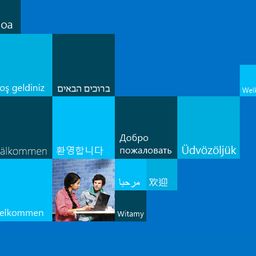 oa
oş geldiniz
ברוכים הבאים
Welk
älkommen
환영합니다
Добро
пожаловать
Üdvözöljük
مرحبا
欢迎
elkommen
Witamy